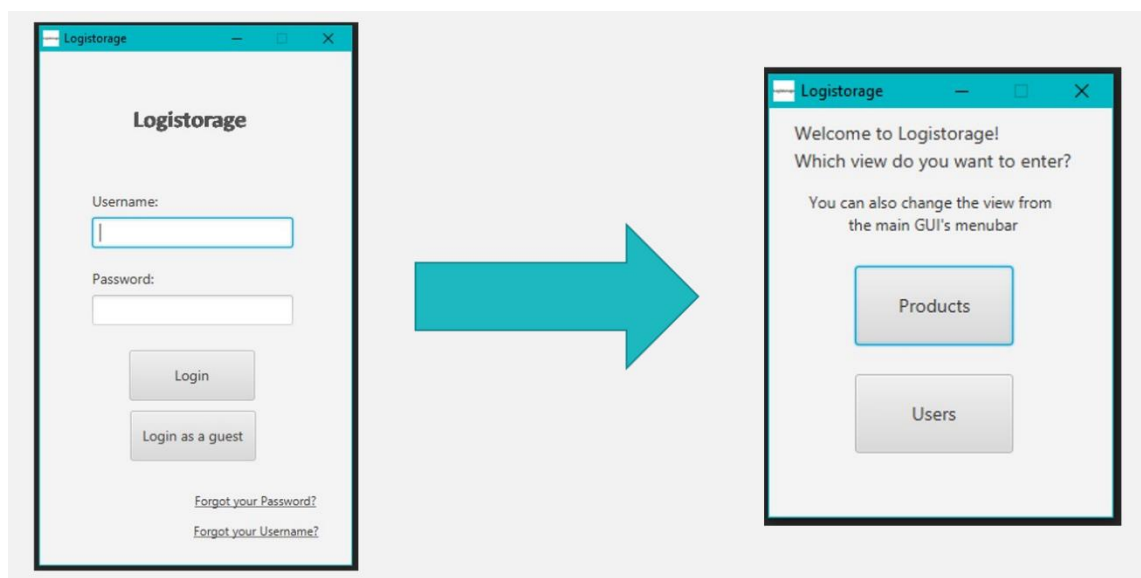 Logistorage
Logistorage
Username:
Password:
Login
Login as a guest
Forgot your Password?
Forgot your Username?
Logistorage
Welcome to Logistorage!
Which view do you want to enter?
You can also change the view from
the main GUI's menubar
Products
Users